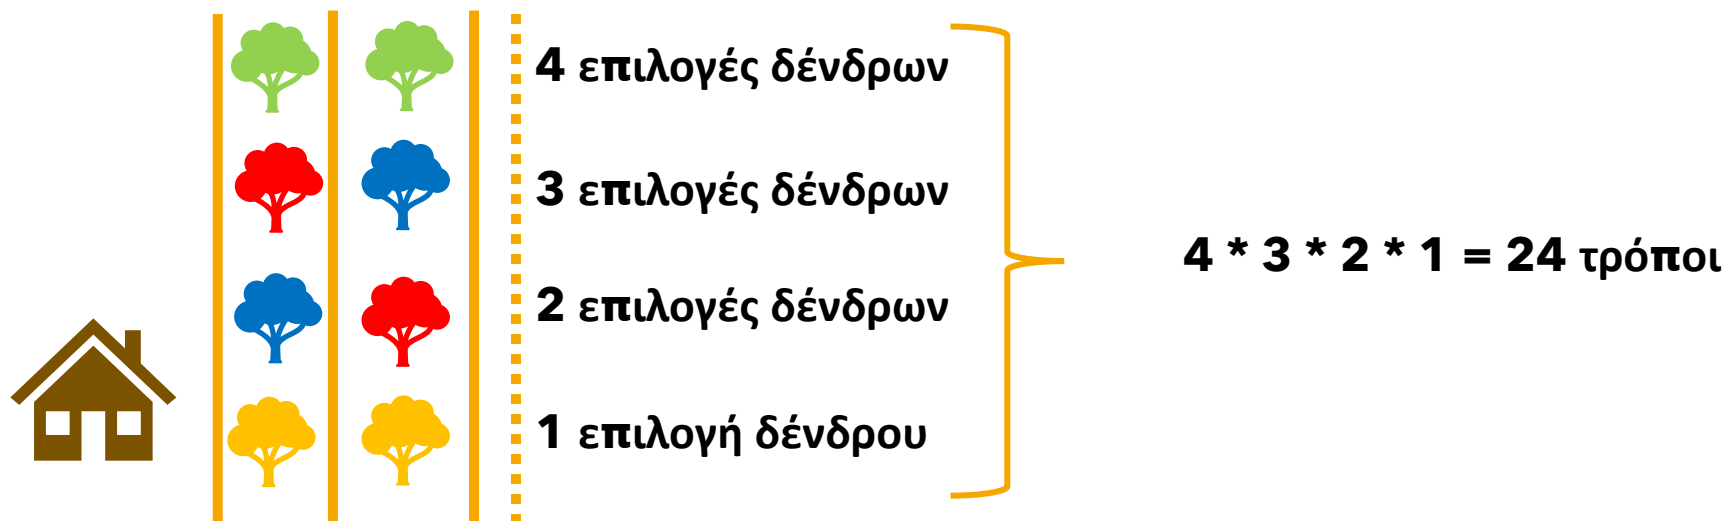 4 επιλογές δένδρων
3 επιλογές δένδρων
4 * 3 * 2 * 1 = 24 τρόποι
2 επιλογές δένδρων
1 επιλογή δένδρου